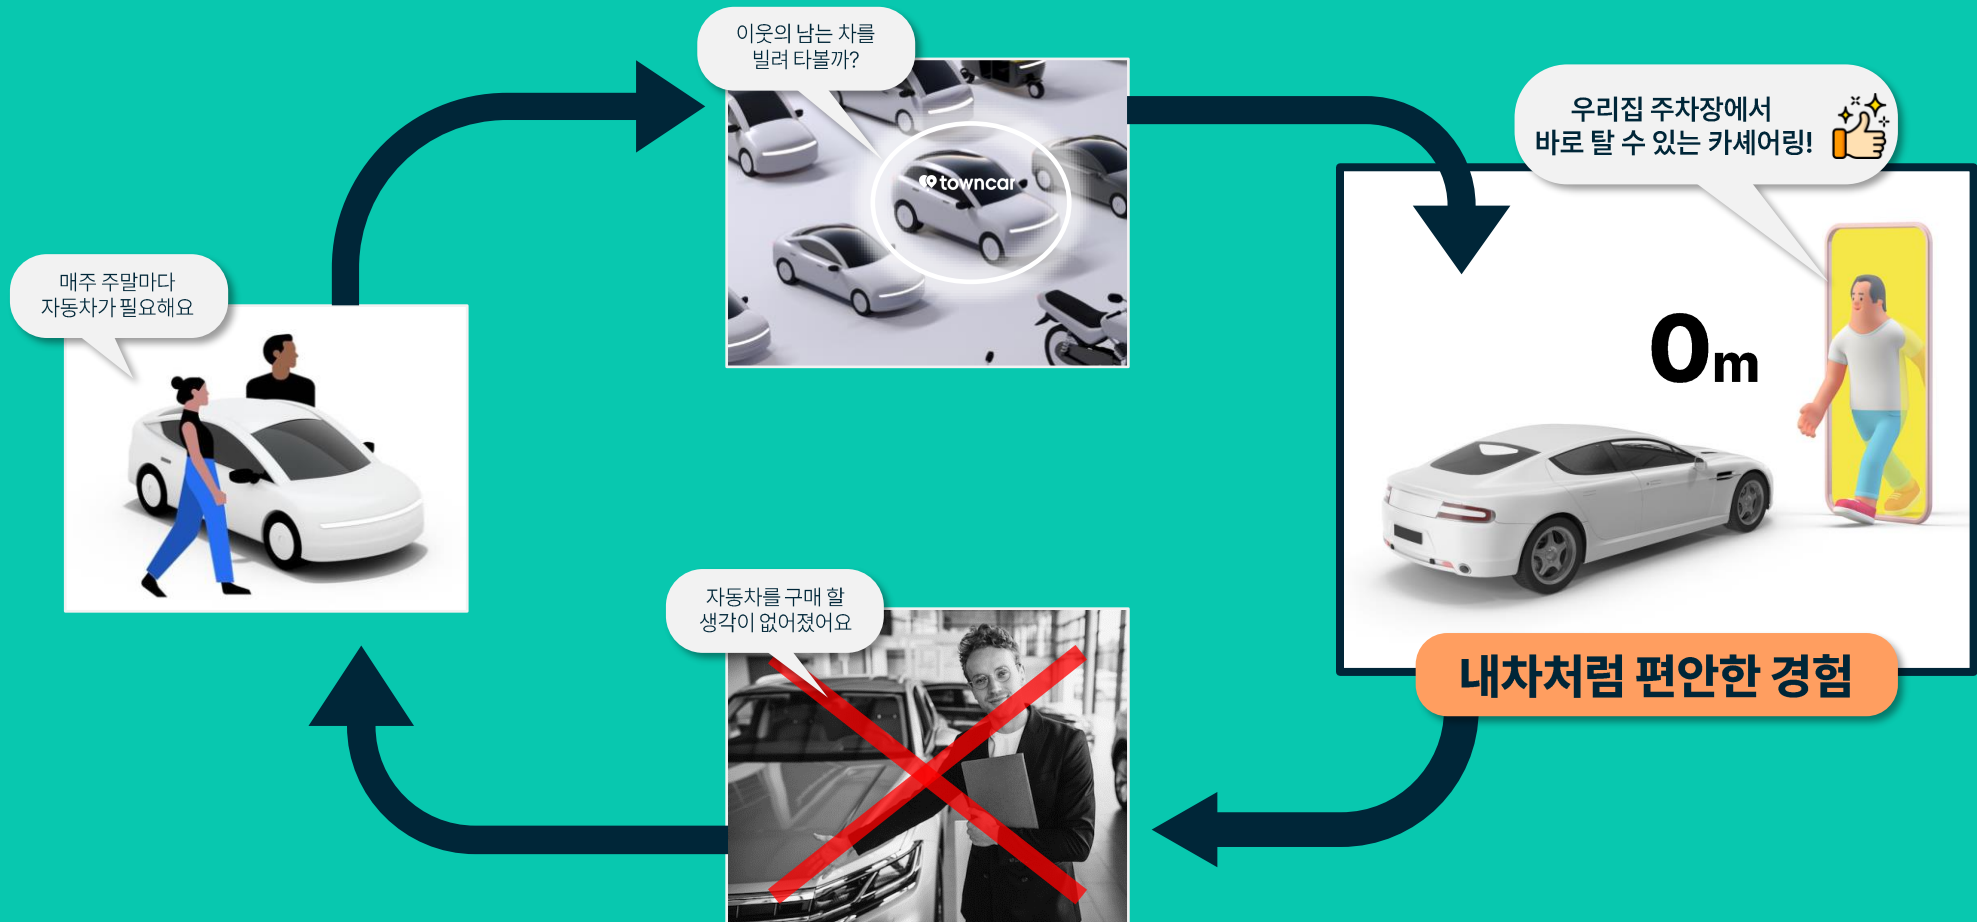 이웃의 남는 차를
빌려 타볼까?
towncar
우리집 주차장에서
바로 탈 수 있는 카셰어링!
매주 주말마다
자동차가 필요해요
0m
자동차를 구매 할
생각이 없어졌어요
내차처럼 편안한 경험